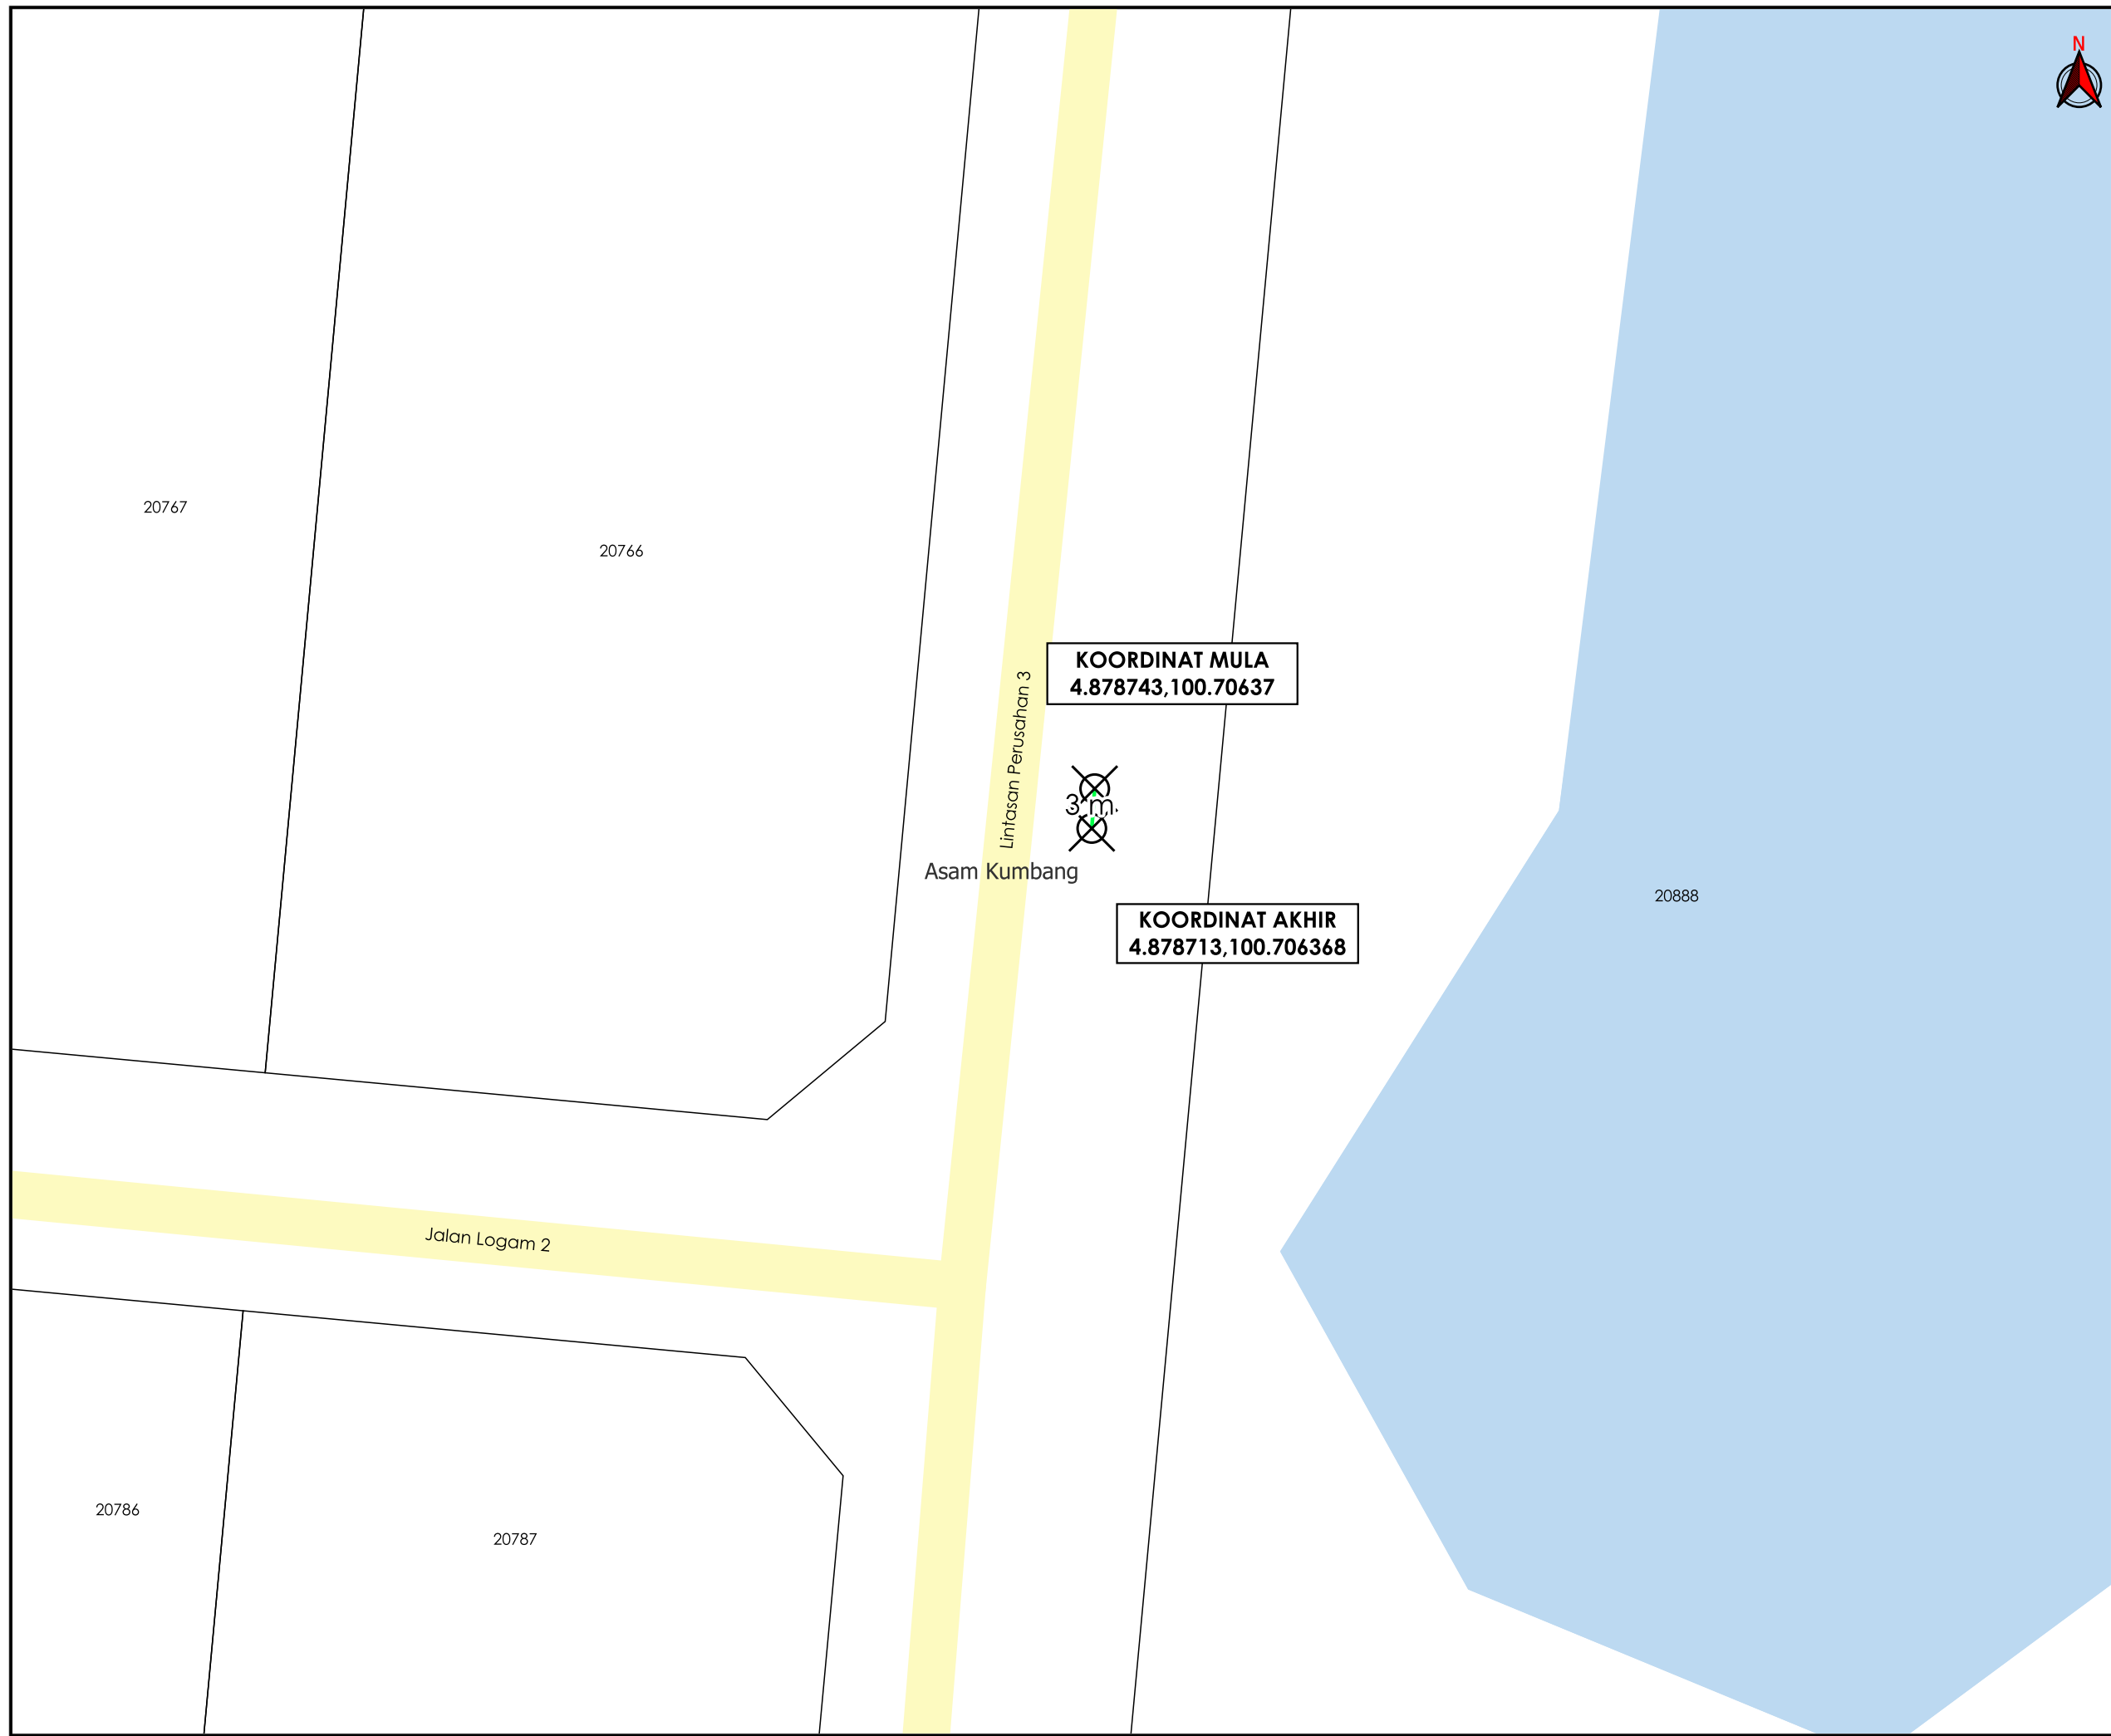 N
20767
20766
KOORDINAT MULA
4.878743,100.70637
Lintasan Perusahan 3
3 m.
Asam Kumbang
20888
KOORDINAT AKHIR
4.878713,100.706368
Jalan Logam 2
20786
20787